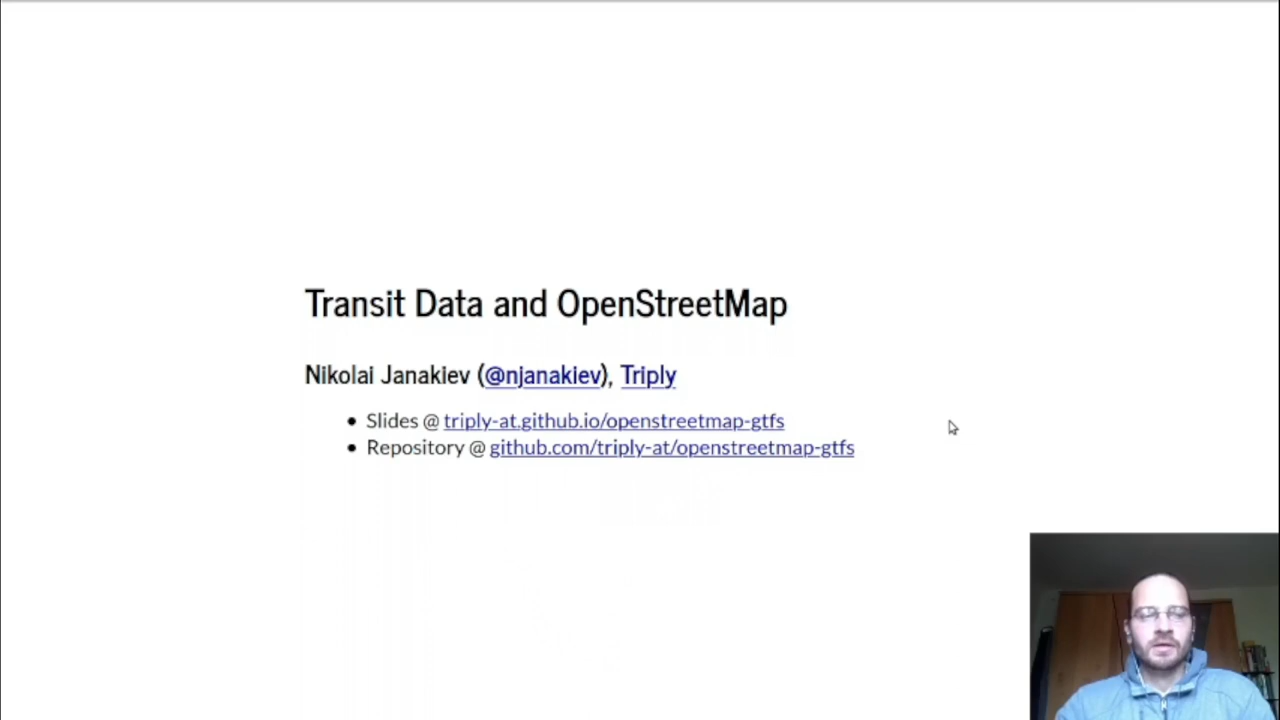 Transit Data and OpenStreetMap
Nikolai Janakiev (@njanakiev), Triply
• Slides @ triply-at.github.io/openstreetmap-gtfs
• Repository @ github.com/triply-at/openstreetmap-gtfs